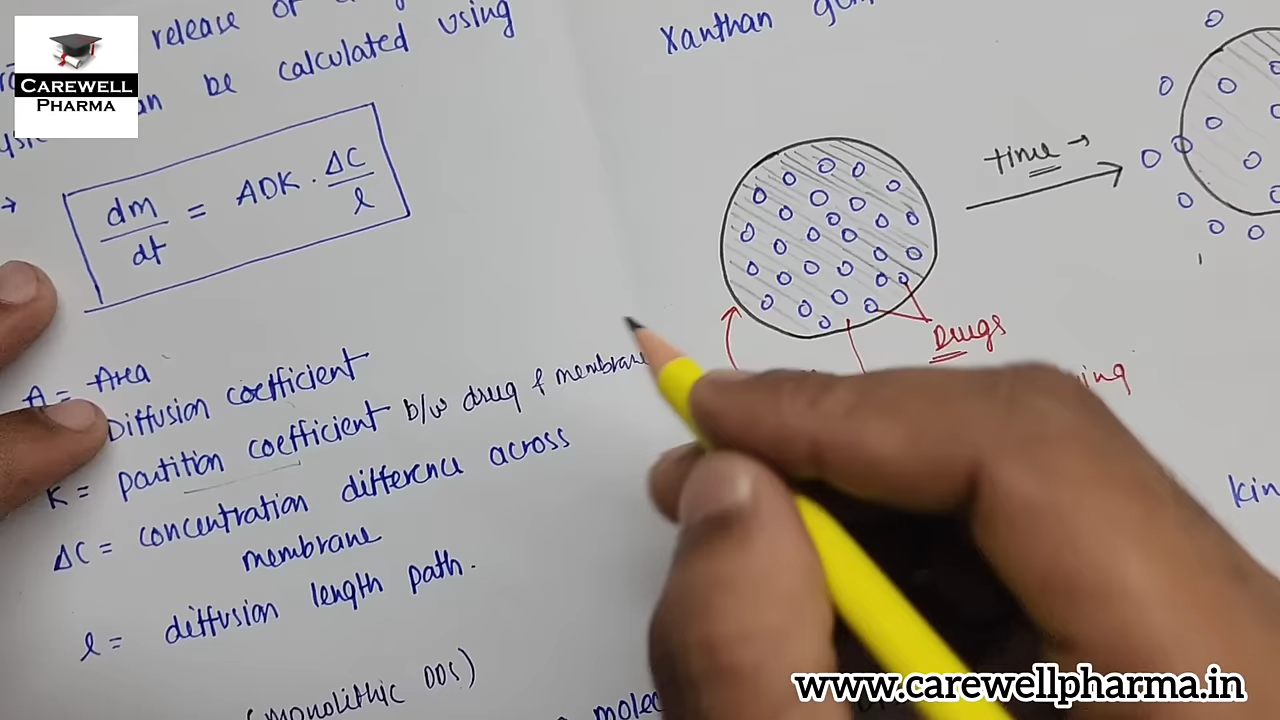 CAREWELL
PHARMA
release of
be calculated using
dm/dt = ADK · ΔC/l
A = Area
Diffusion coefficient
K = partition coefficient b/w drug & membrane
ΔC = concentration difference across
membrane
l = diffusion length path.
(monolithic DDS)
Xanthan gum
time →
Drugs
www.carewellpharma.in